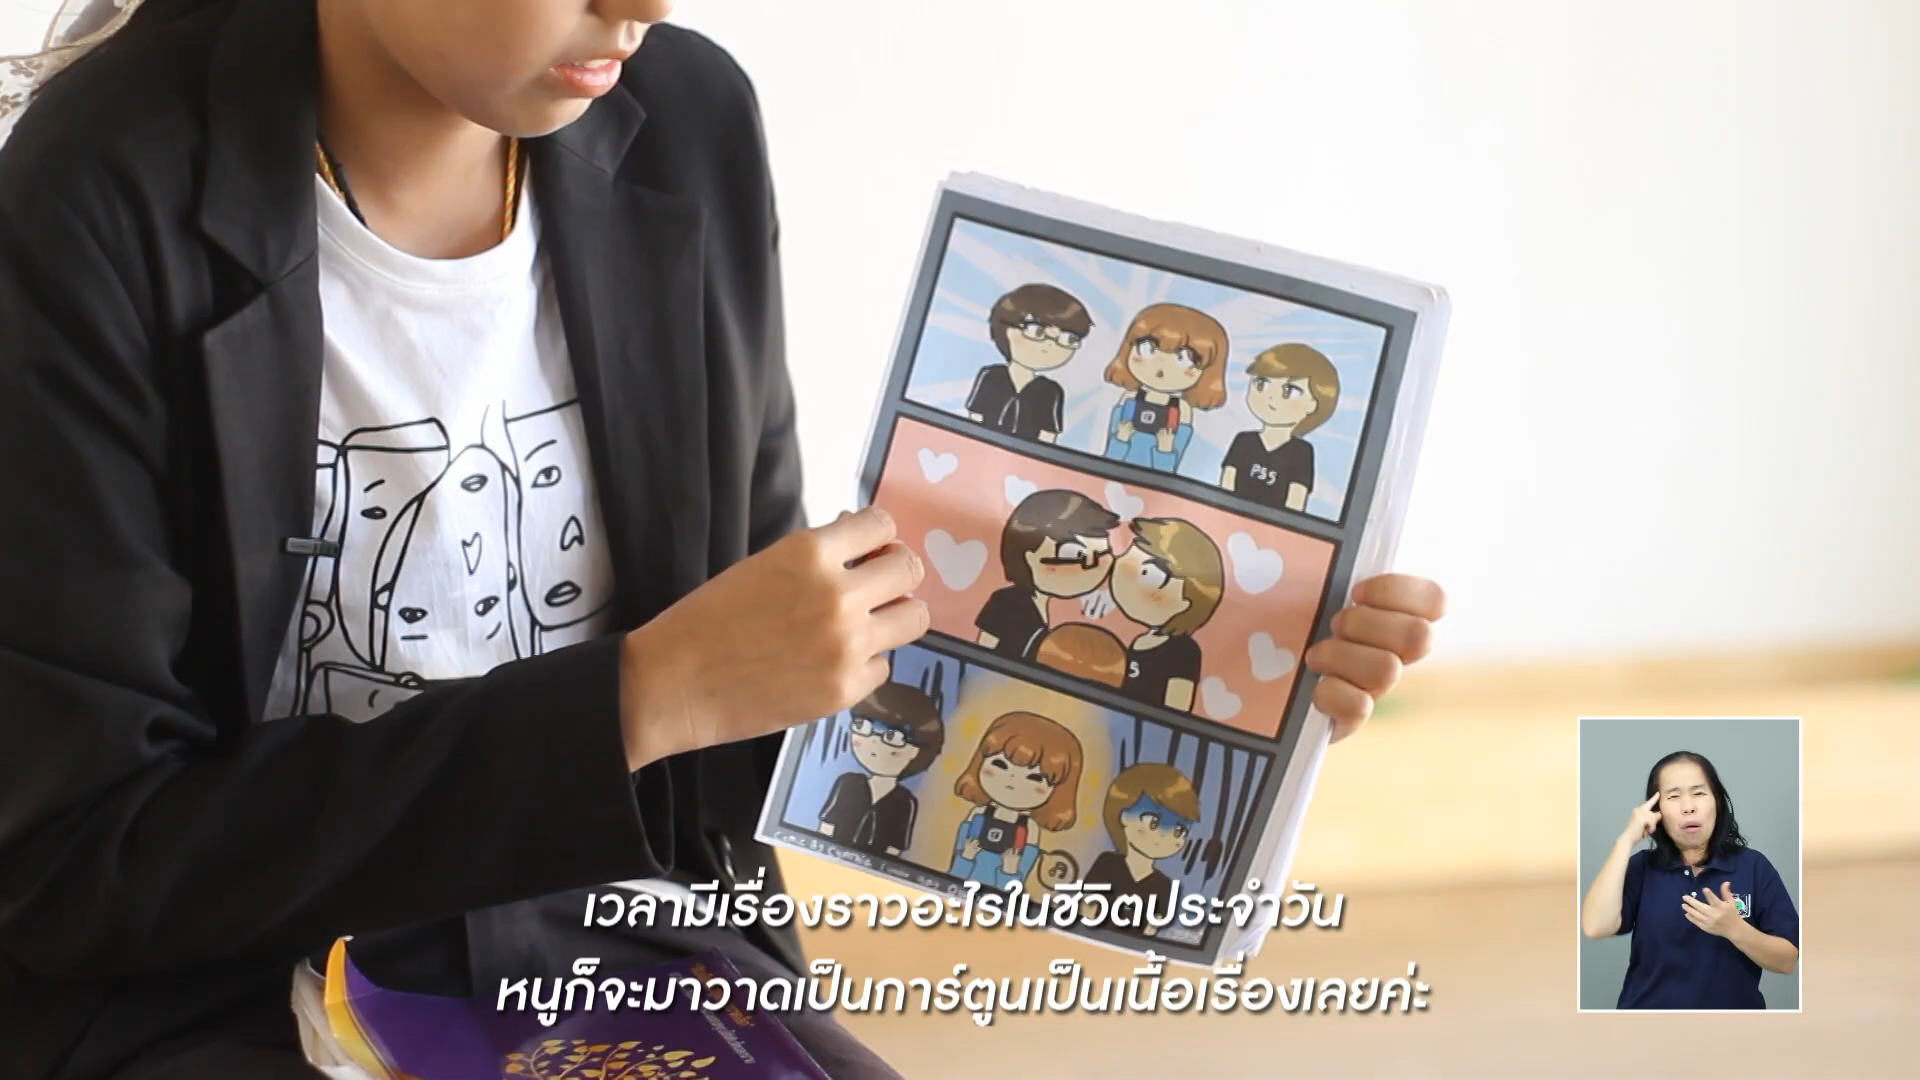 PS5
เวลามีเรื่องราวอะไรในชีวิตประจำวัน
หนูก็จะมาวาดเป็นการ์ตูนเป็นเนื้อเรื่องเลยค่ะ